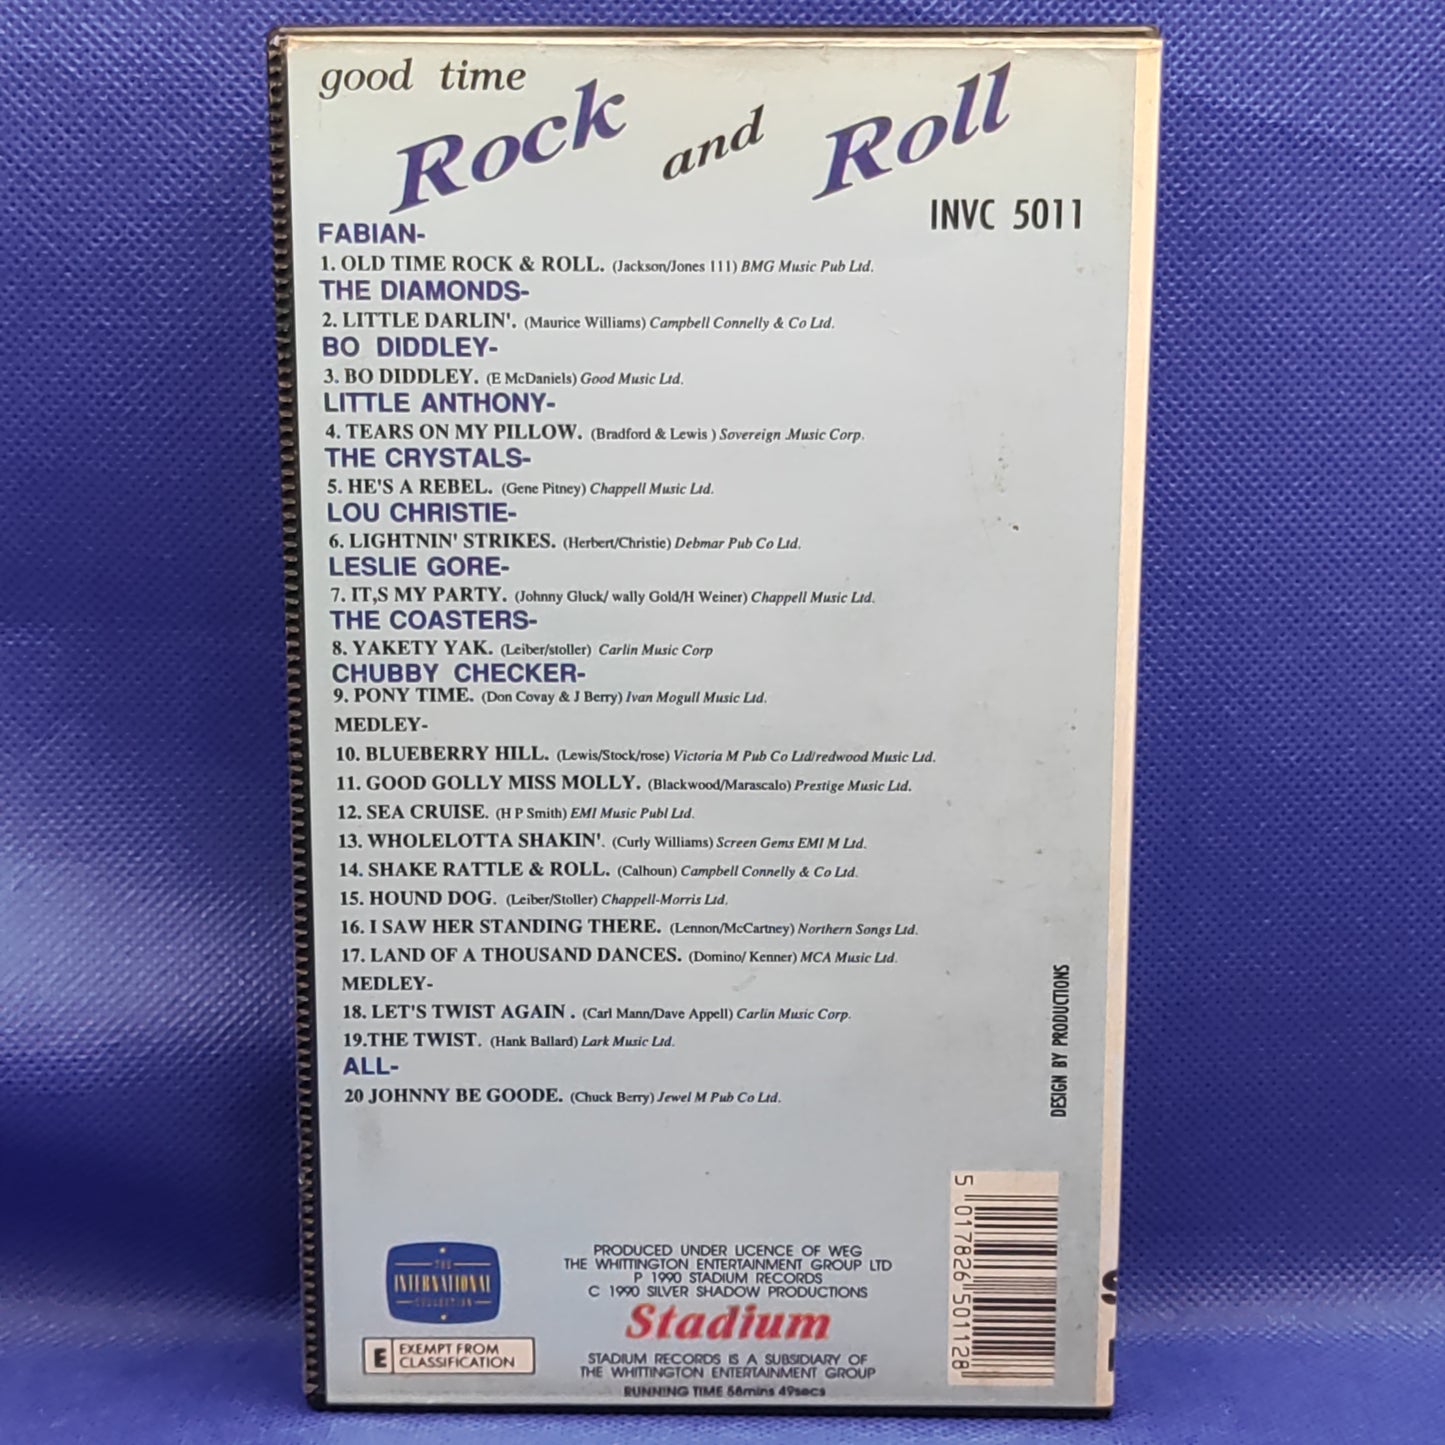 good time
Rock and Roll
INVC 5011
FABIAN-
1. OLD TIME ROCK & ROLL. (Jackson/Jones 111) BMG Music Pub Ltd.
THE DIAMONDS-
2. LITTLE DARLIN'. (Maurice Williams) Campbell Connelly & Co Ltd.
BO DIDDLEY-
3. BO DIDDLEY. (E McDaniels) Good Music Ltd.
LITTLE ANTHONY-
4. TEARS ON MY PILLOW. (Bradford & Lewis ) Sovereign .Music Corp.
THE CRYSTALS-
5. HE'S A REBEL. (Gene Pitney) Chappell Music Ltd.
LOU CHRISTIE-
6. LIGHTNIN' STRIKES. (Herbert/Christie) Debmar Pub Co Ltd.
LESLIE GORE-
7. IT,S MY PARTY. (Johnny Gluck/ wally Gold/H Weiner) Chappell Music Ltd.
THE COASTERS-
8. YAKETY YAK. (Leiber/stoller) Carlin Music Corp
CHUBBY CHECKER-
9. PONY TIME. (Don Covay & J Berry) Ivan Mogull Music Ltd.
MEDLEY-
10. BLUEBERRY HILL. (Lewis/Stock/rose) Victoria M Pub Co Ltd/redwood Music Ltd.
11. GOOD GOLLY MISS MOLLY. (Blackwood/Marascalo) Prestige Music Ltd.
12. SEA CRUISE. (H P Smith) EMI Music Publ Ltd.
13. WHOLELOTTA SHAKIN'. (Curly Williams) Screen Gems EMI M Ltd.
14. SHAKE RATTLE & ROLL. (Calhoun) Campbell Connelly & Co Ltd.
15. HOUND DOG. (Leiber/Stoller) Chappell-Morris Ltd.
16. I SAW HER STANDING THERE. (Lennon/McCartney) Northern Songs Ltd.
17. LAND OF A THOUSAND DANCES. (Domino/ Kenner) MCA Music Ltd.
MEDLEY-
18. LET'S TWIST AGAIN . (Carl Mann/Dave Appell) Carlin Music Corp.
19.THE TWIST. (Hank Ballard) Lark Music Ltd.
ALL-
20 JOHNNY BE GOODE. (Chuck Berry) Jewel M Pub Co Ltd.
DESIGN BY PRODUCTIONS
5 017826 501128
THE
INTERNATIONAL
COLLECTION
E EXEMPT FROM
CLASSIFICATION
PRODUCED UNDER LICENCE OF WEG
THE WHITTINGTON ENTERTAINMENT GROUP LTD
P 1990 STADIUM RECORDS
C 1990 SILVER SHADOW PRODUCTIONS
Stadium
STADIUM RECORDS IS A SUBSIDIARY OF
THE WHITTINGTON ENTERTAINMENT GROUP
RUNNING TIME 58mins 49secs